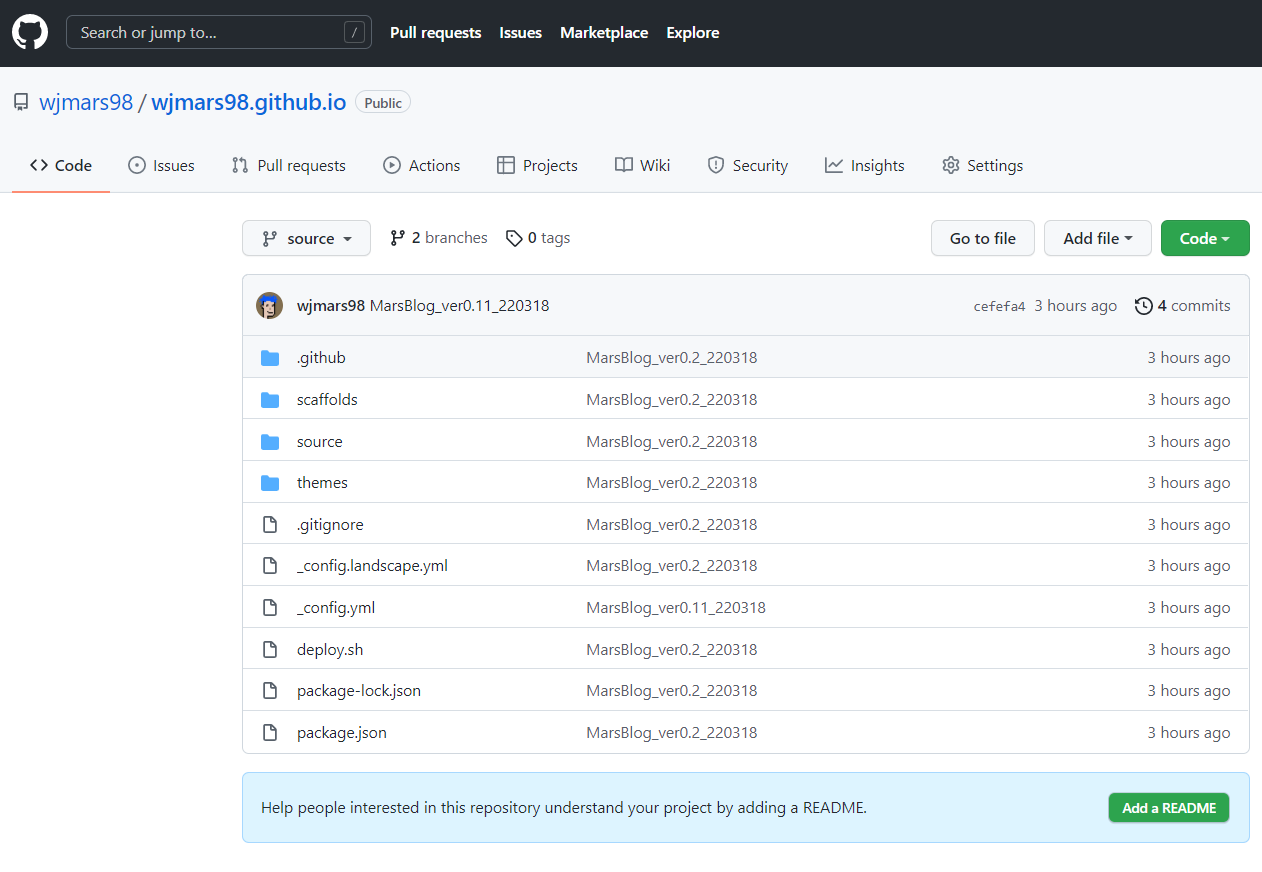 Search or jump to... / Pull requests Issues Marketplace Explore
wjmars98 / wjmars98.github.io Public
Code Issues Pull requests Actions Projects Wiki Security Insights Settings
source 2 branches 0 tags Go to file Add file Code
wjmars98 MarsBlog_ver0.11_220318 cefefa4 3 hours ago 4 commits
.github MarsBlog_ver0.2_220318 3 hours ago
scaffolds MarsBlog_ver0.2_220318 3 hours ago
source MarsBlog_ver0.2_220318 3 hours ago
themes MarsBlog_ver0.2_220318 3 hours ago
.gitignore MarsBlog_ver0.2_220318 3 hours ago
_config.landscape.yml MarsBlog_ver0.2_220318 3 hours ago
_config.yml MarsBlog_ver0.11_220318 3 hours ago
deploy.sh MarsBlog_ver0.2_220318 3 hours ago
package-lock.json MarsBlog_ver0.2_220318 3 hours ago
package.json MarsBlog_ver0.2_220318 3 hours ago
Help people interested in this repository understand your project by adding a README. Add a README